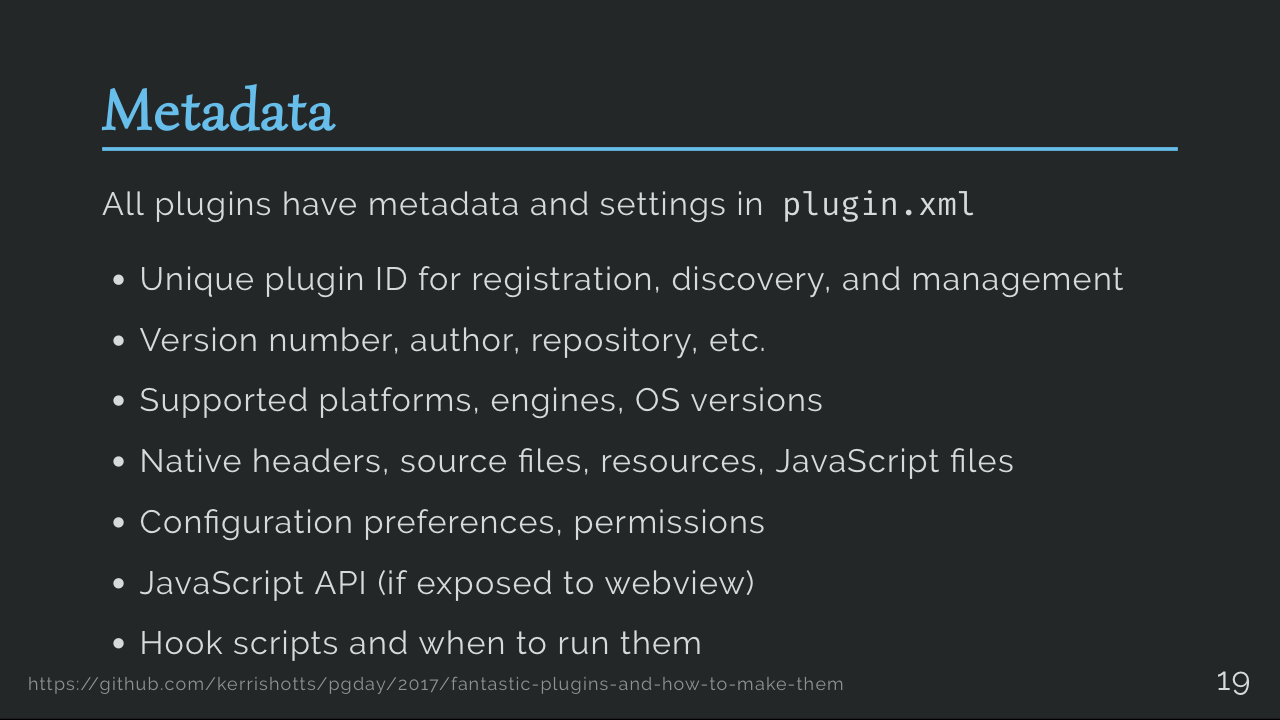 Metadata
All plugins have metadata and settings in plugin.xml
• Unique plugin ID for registration, discovery, and management
• Version number, author, repository, etc.
• Supported platforms, engines, OS versions
• Native headers, source files, resources, JavaScript files
• Configuration preferences, permissions
• JavaScript API (if exposed to webview)
• Hook scripts and when to run them
https://github.com/kerrishotts/pgday/2017/fantastic-plugins-and-how-to-make-them
19